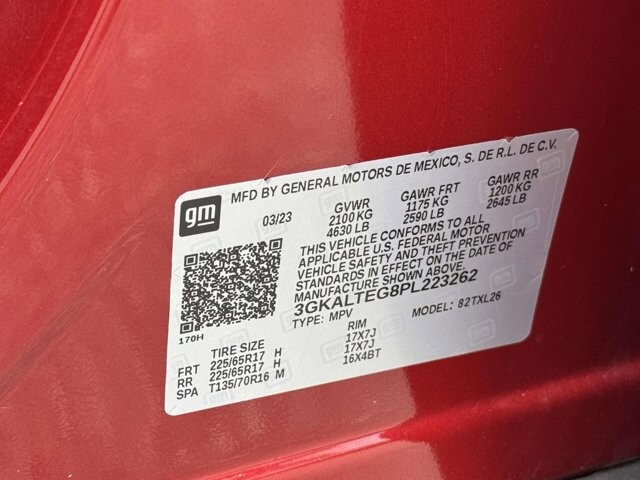 gm
MFD BY GENERAL MOTORS DE MEXICO, S. DE R.L. DE C.V.
03/23 GVWR GAWR FRT GAWR RR
2100 KG 1175 KG 1200 KG
4630 LB 2590 LB 2645 LB
THIS VEHICLE CONFORMS TO ALL
APPLICABLE U.S. FEDERAL MOTOR
VEHICLE SAFETY AND THEFT PREVENTION
STANDARDS IN EFFECT ON THE DATE OF
MANUFACTURE SHOWN ABOVE.
3GKALTEG8PL223262
TYPE: MPV MODEL: 82TXL26
170H
TIRE SIZE RIM
FRT 225/65R17 H 17X7J
RR 225/65R17 H 17X7J
SPA T135/70R16 M 16X4BT